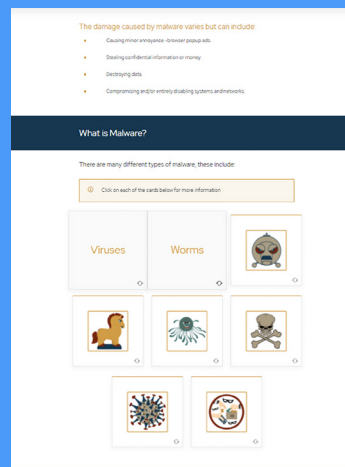 The damage caused by malware varies but can include:
Causing minor annoyance - browser popup ads.
Stealing confidential information or money.
Destroying data.
Compromising and/or entirely disabling systems and networks.
What is Malware?
There are many different types of malware, these include:
Click on each of the cards below for more information
Viruses
Worms